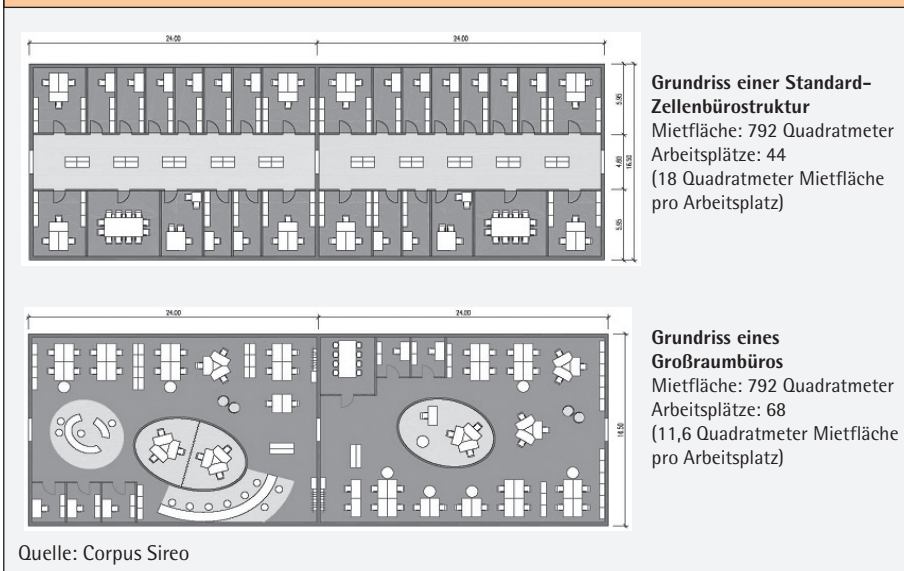 24.00 24.00
Grundriss einer Standard-
Zellenbürostruktur
Mietfläche: 792 Quadratmeter
Arbeitsplätze: 44
(18 Quadratmeter Mietfläche
pro Arbeitsplatz)
5.95
4.60
16.50
5.95
24.00 24.00
Grundriss eines
Großraumbüros
Mietfläche: 792 Quadratmeter
Arbeitsplätze: 68
(11,6 Quadratmeter Mietfläche
pro Arbeitsplatz)
16.50
Quelle: Corpus Sireo